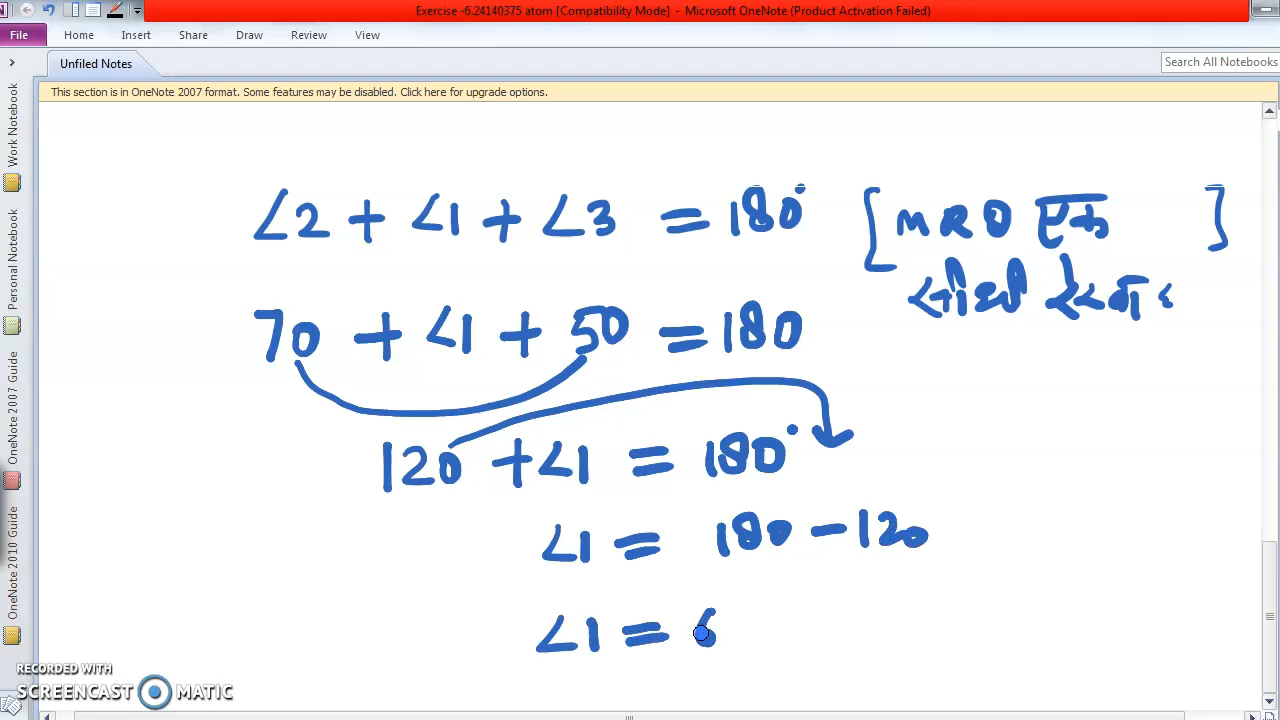 Exercise -6.24140375 atom [Compatibility Mode] - Microsoft OneNote (Product Activation Failed)
File Home Insert Share Draw Review View
Unfiled Notes
Search All Notebooks
This section is in OneNote 2007 format. Some features may be disabled. Click here for upgrade options.
Work Notebook
Personal Notebook
OneNote 2007 Guide
OneNote 2010 Guide
∠2 + ∠1 + ∠3 = 180° [ MRO एक ]
70 + ∠1 + 50 = 180
120 + ∠1 = 180°
∠1 = 180 - 120
∠1 = 6
RECORDED WITH
SCREENCAST MATIC